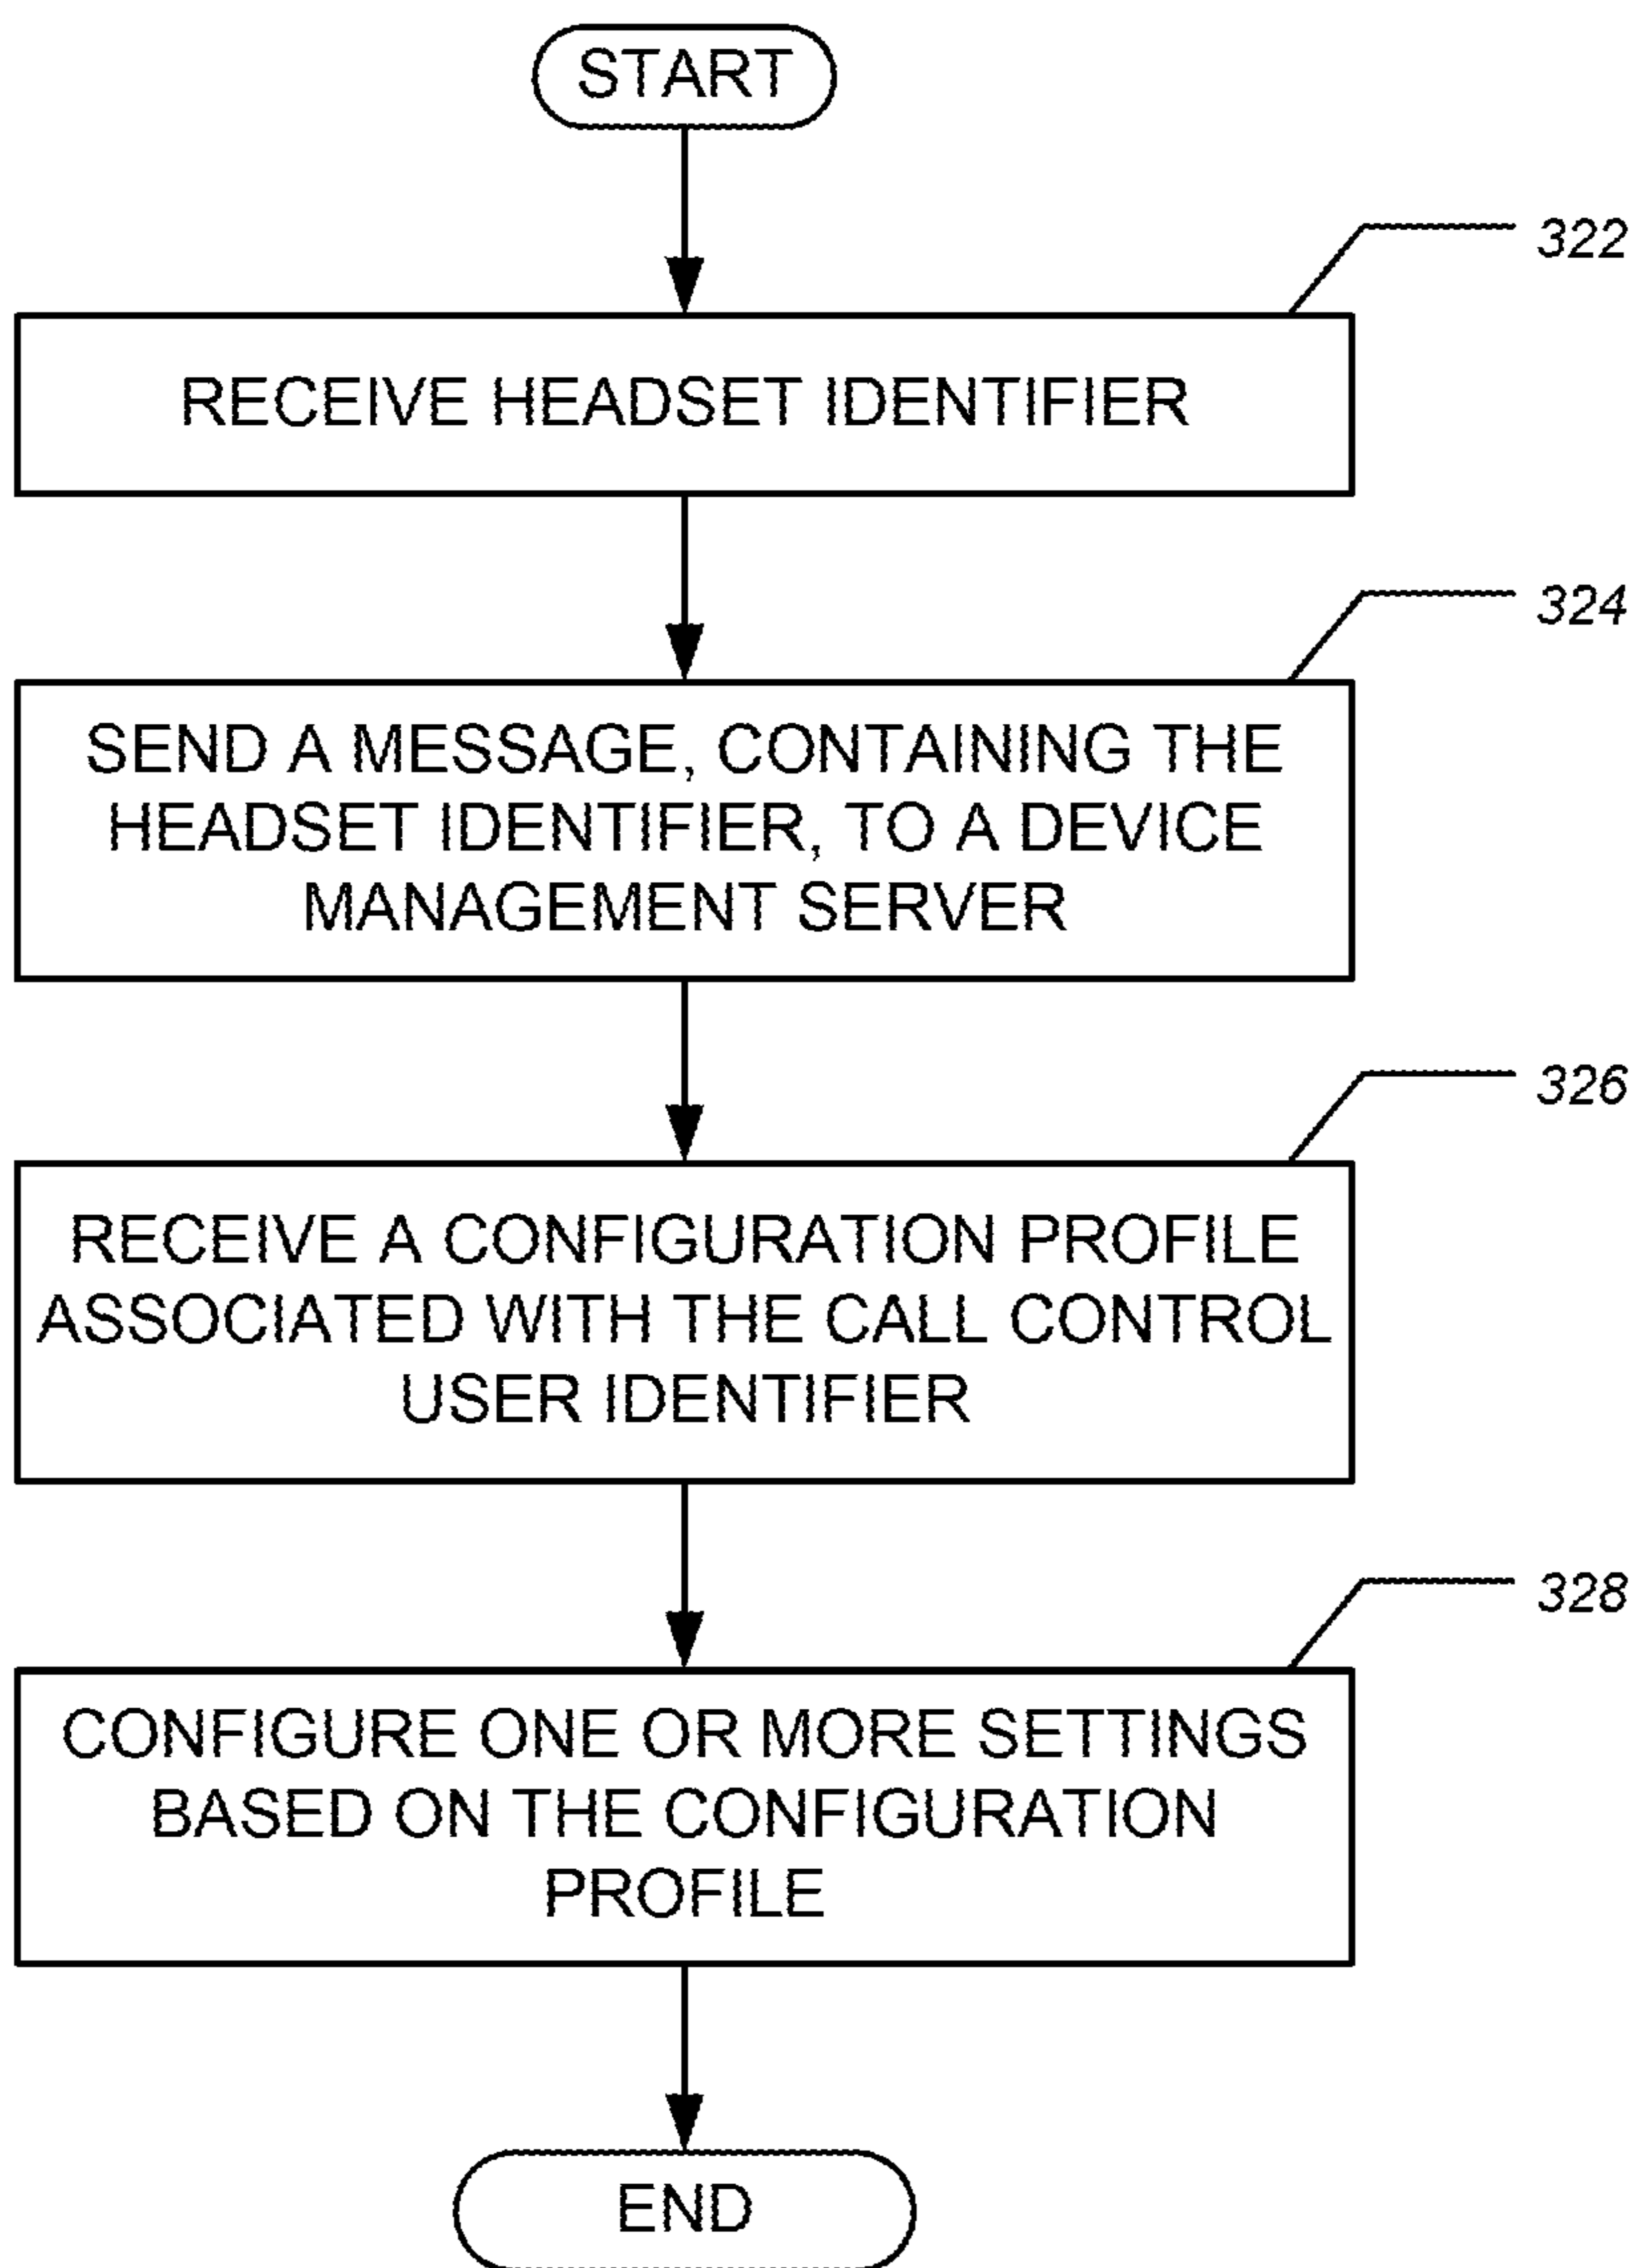 START
322
RECEIVE HEADSET IDENTIFIER
324
SEND A MESSAGE, CONTAINING THE
HEADSET IDENTIFIER, TO A DEVICE
MANAGEMENT SERVER
326
RECEIVE A CONFIGURATION PROFILE
ASSOCIATED WITH THE CALL CONTROL
USER IDENTIFIER
328
CONFIGURE ONE OR MORE SETTINGS
BASED ON THE CONFIGURATION
PROFILE
END